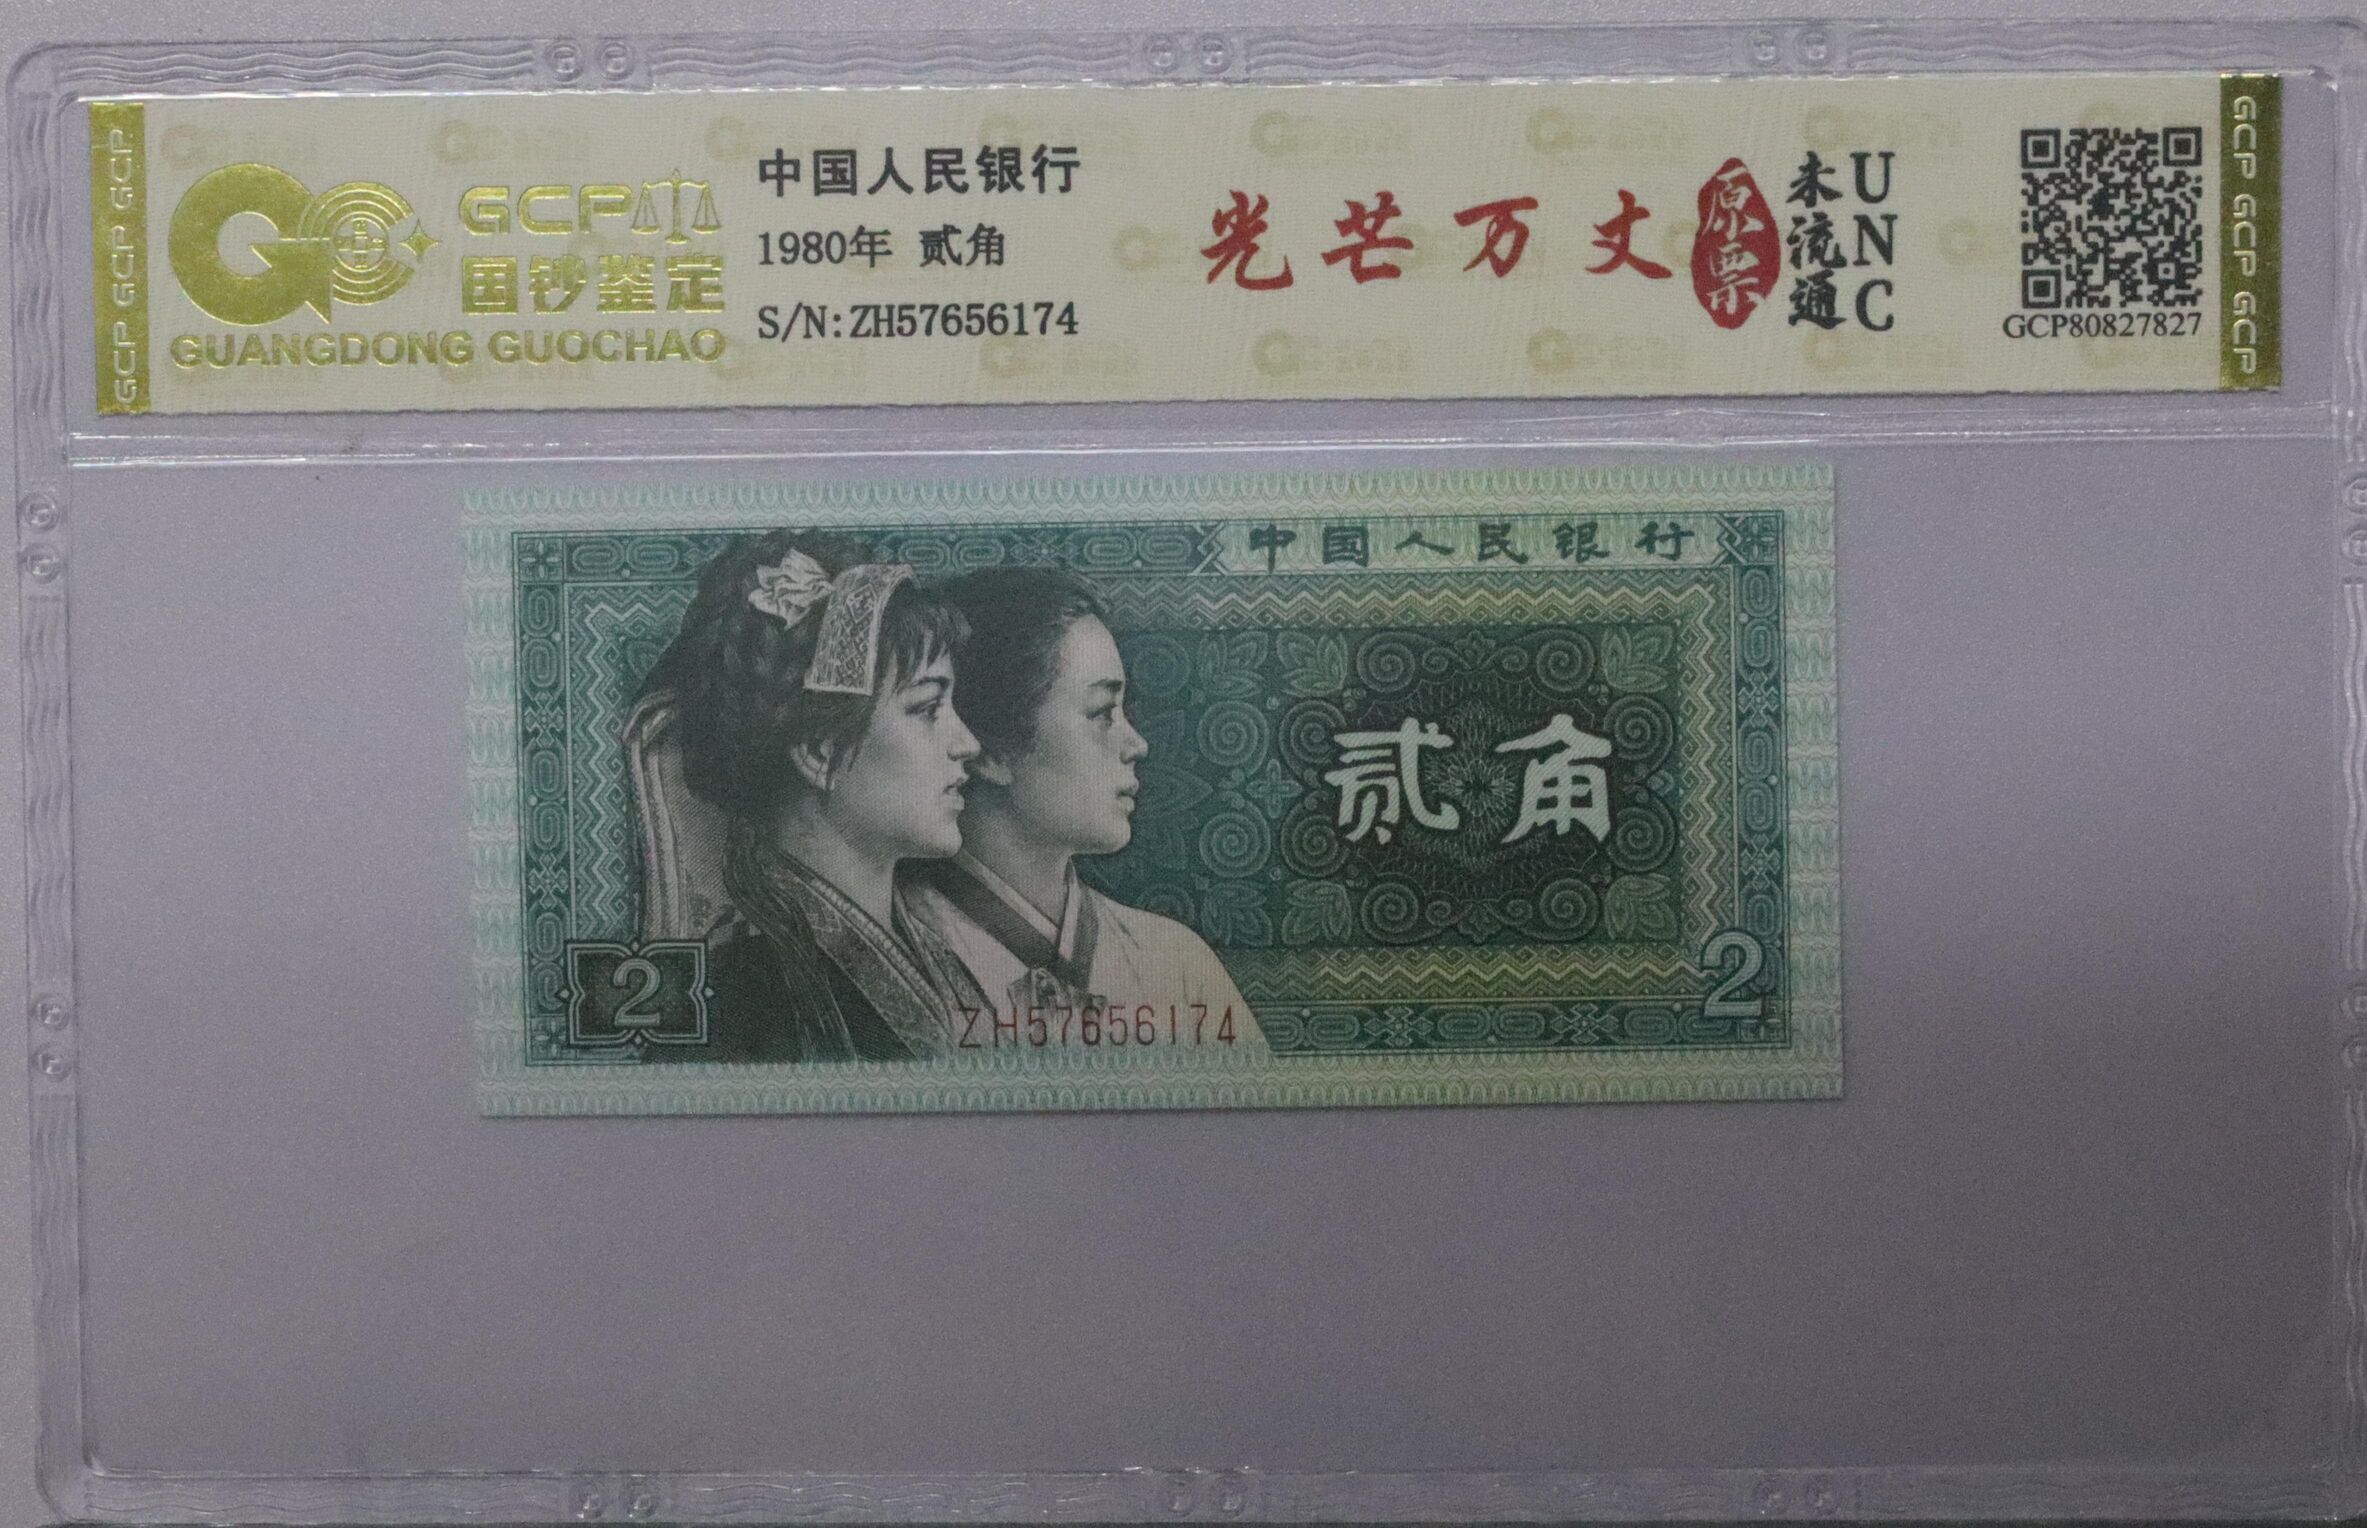 GCP GCP GCP
GCP
国钞鉴定
GUANGDONG GUOCHAO
中国人民银行
1980年 贰角
S/N:ZH57656174
光芒万丈
原票
未流通
UNC
GCP80827827
GCP GCP GCP
中国人民银行
贰角
2
2
ZH57656174